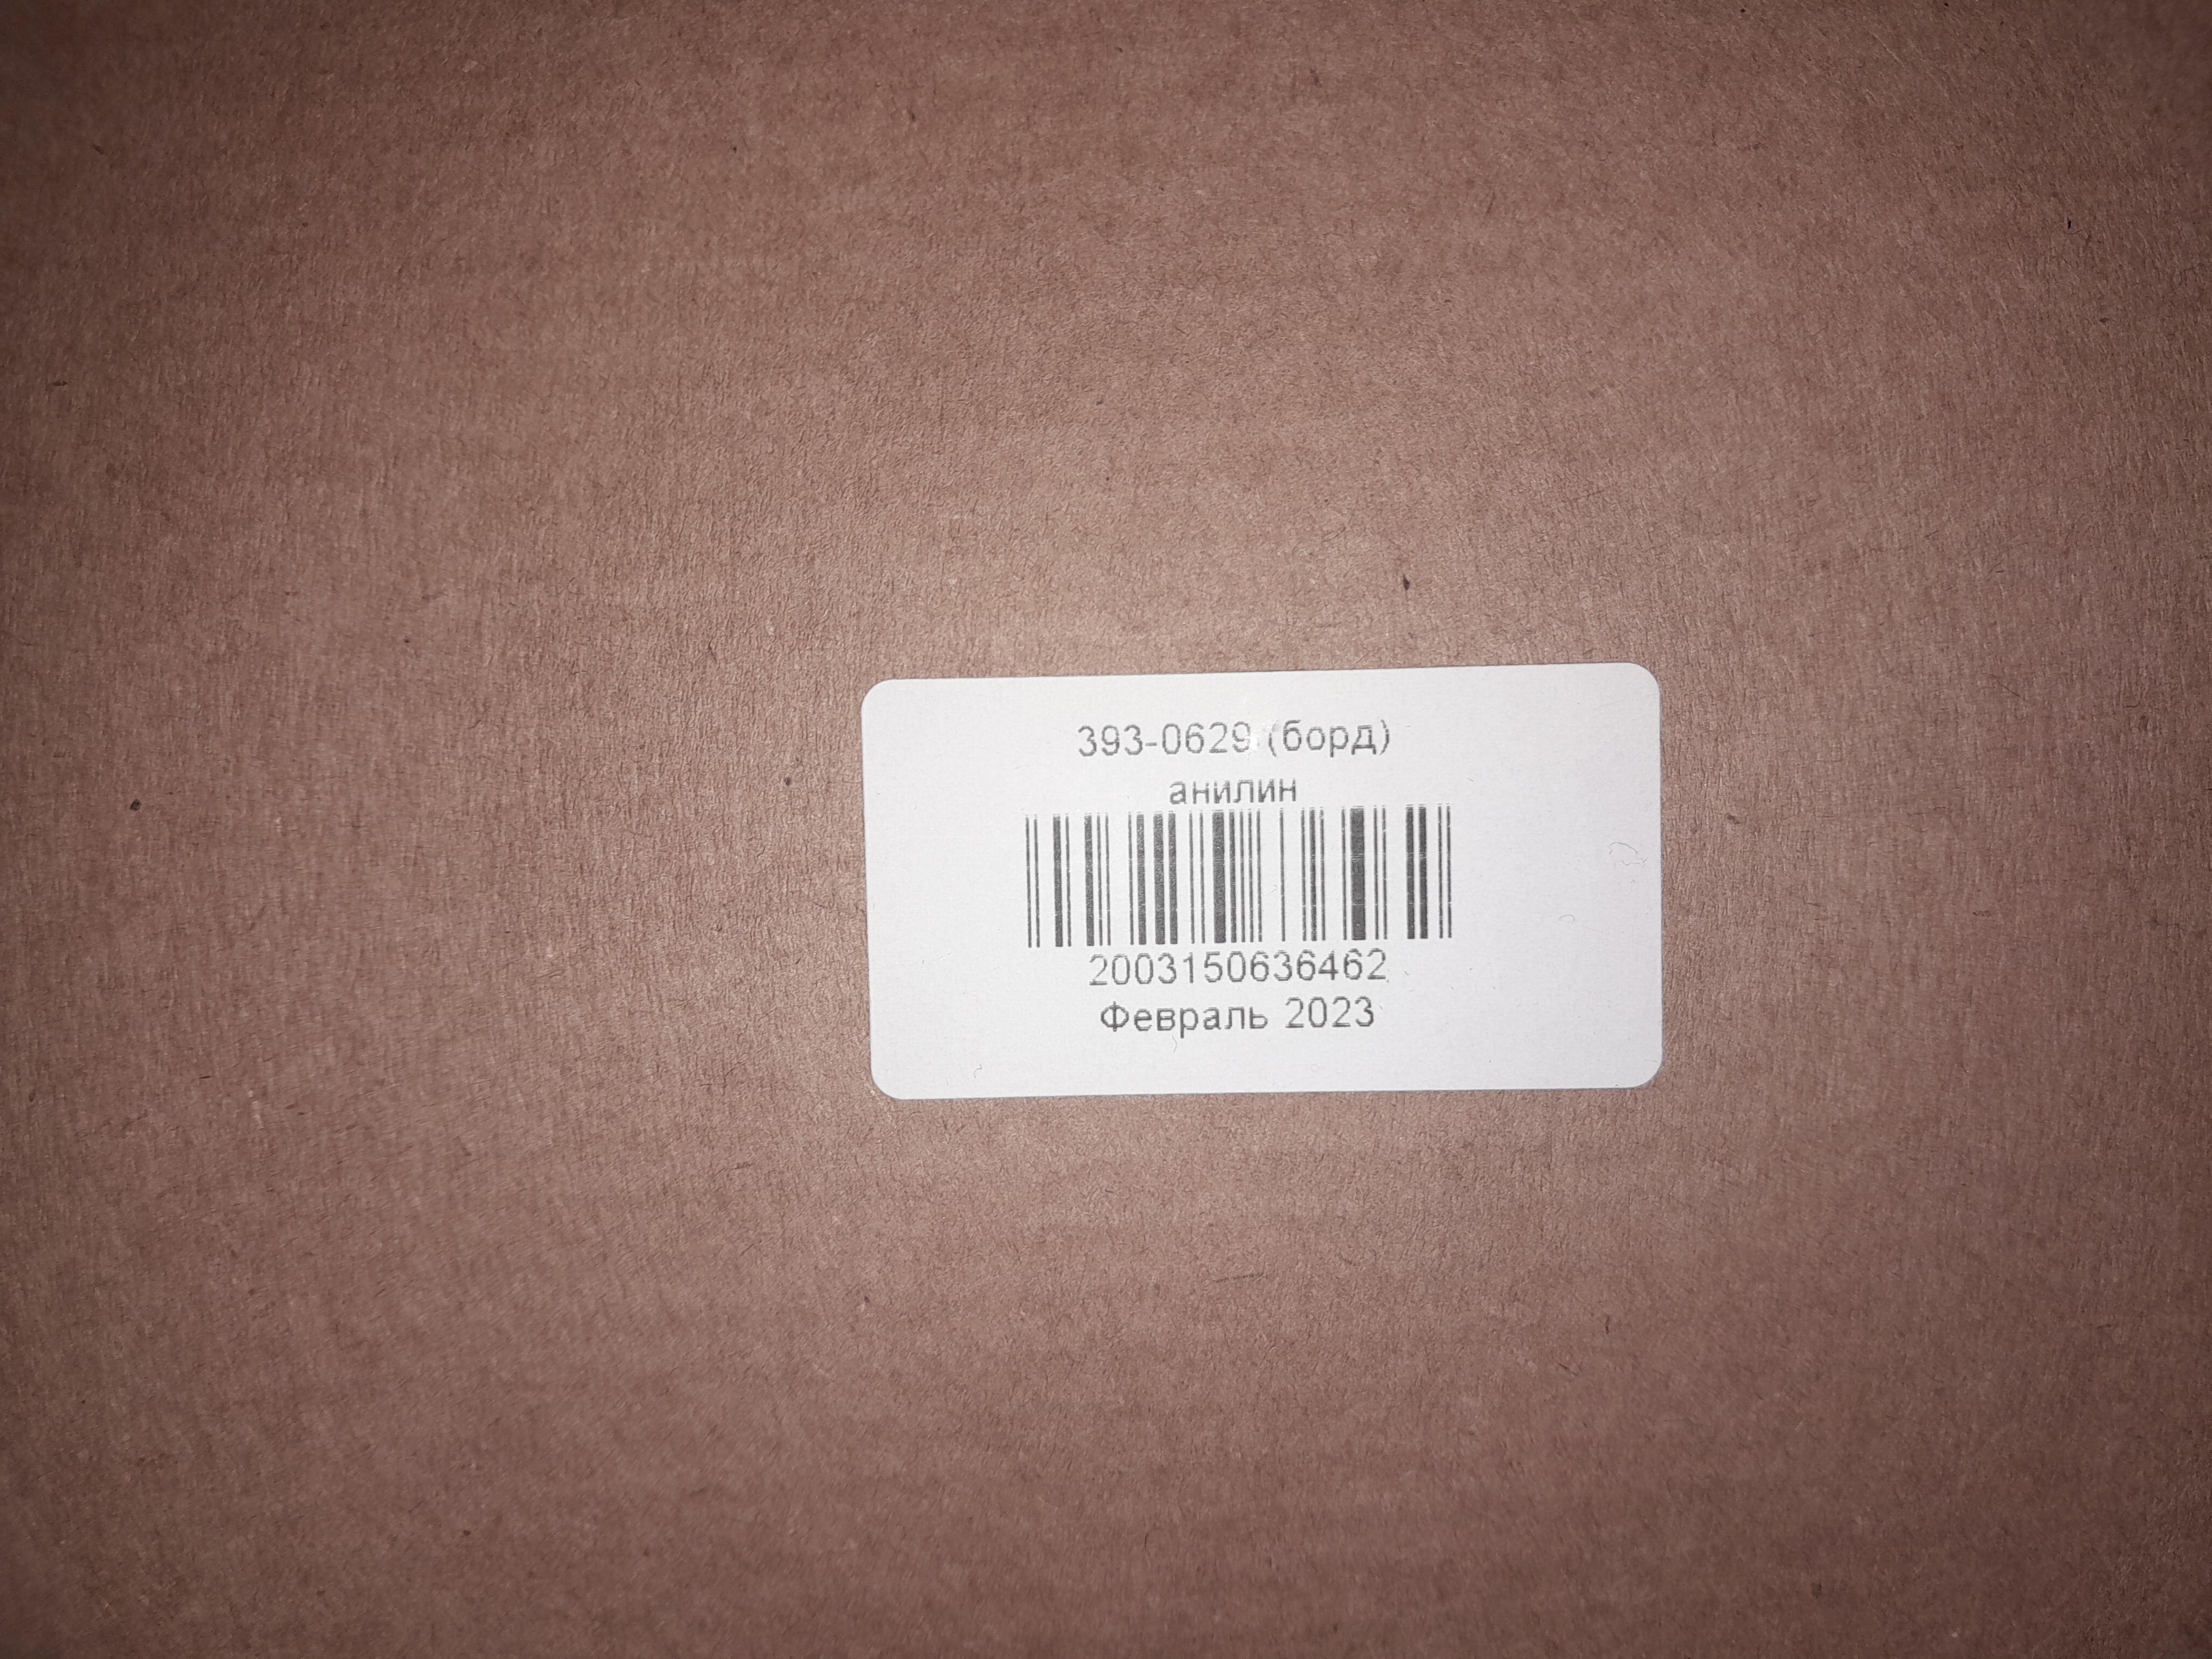 393-0629 (борд)
анилин
2003150636462
Февраль 2023